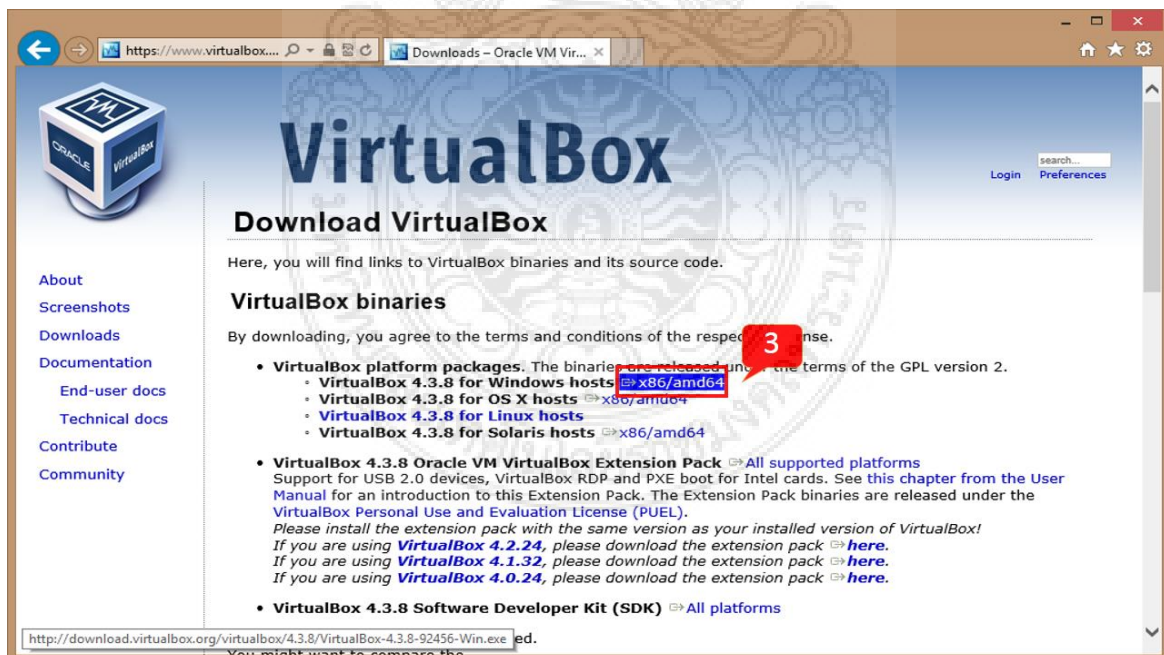 https://www.virtualbox....
Downloads – Oracle VM Vir...
ORACLE
VirtualBox
VirtualBox
search...
Login Preferences
Download VirtualBox
Here, you will find links to VirtualBox binaries and its source code.
About
Screenshots
Downloads
Documentation
End-user docs
Technical docs
Contribute
Community
VirtualBox binaries
By downloading, you agree to the terms and conditions of the nse.
3
• VirtualBox platform packages. The binaries are released under the terms of the GPL version 2.
◦ VirtualBox 4.3.8 for Windows hosts x86/amd64
◦ VirtualBox 4.3.8 for OS X hosts x86/amd64
◦ VirtualBox 4.3.8 for Linux hosts
◦ VirtualBox 4.3.8 for Solaris hosts x86/amd64
• VirtualBox 4.3.8 Oracle VM VirtualBox Extension Pack All supported platforms
Support for USB 2.0 devices, VirtualBox RDP and PXE boot for Intel cards. See this chapter from the User
Manual for an introduction to this Extension Pack. The Extension Pack binaries are released under the
VirtualBox Personal Use and Evaluation License (PUEL).
Please install the extension pack with the same version as your installed version of VirtualBox!
If you are using VirtualBox 4.2.24, please download the extension pack here.
If you are using VirtualBox 4.1.32, please download the extension pack here.
If you are using VirtualBox 4.0.24, please download the extension pack here.
• VirtualBox 4.3.8 Software Developer Kit (SDK) All platforms
http://download.virtualbox.org/virtualbox/4.3.8/VirtualBox-4.3.8-92456-Win.exe ed.
You might want to compare the